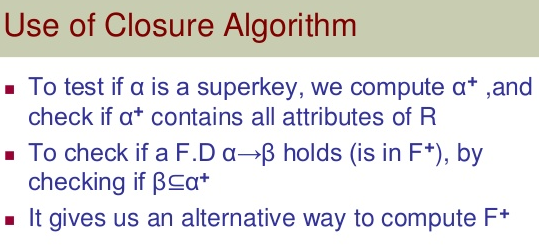 Use of Closure Algorithm
▪ To test if α is a superkey, we compute α⁺ ,and
check if α⁺ contains all attributes of R
▪ To check if a F.D α→β holds (is in F⁺), by
checking if β⊆α⁺
▪ It gives us an alternative way to compute F⁺